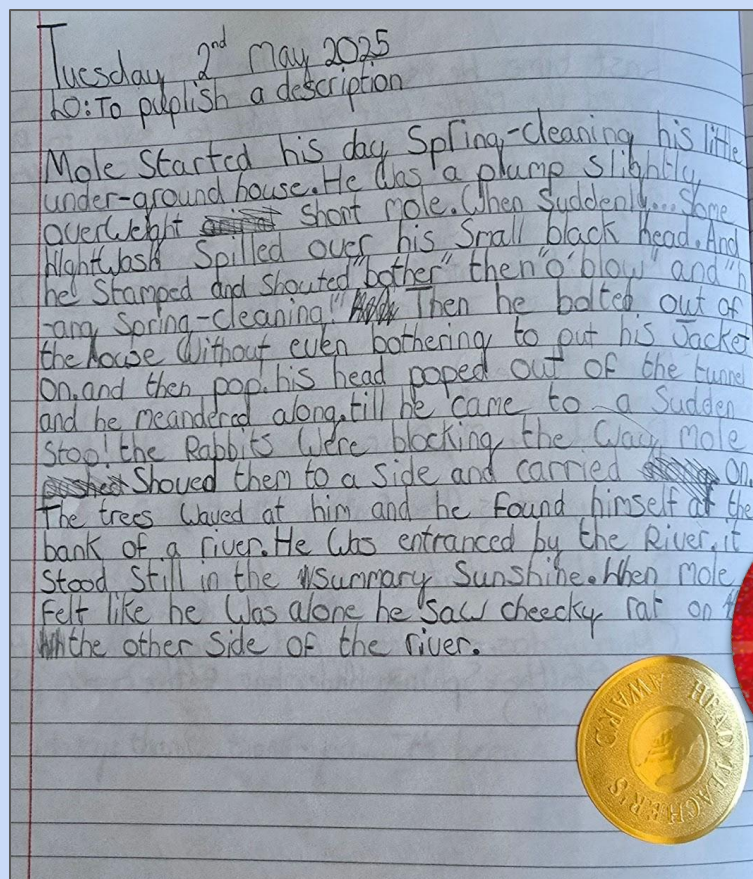 Tuesday 2nd May 2025
LO: To puplish a description
Mole Started his day Spring-cleaning his little
under-ground house. He Was a plump slightly
overWeight short mole. When Suddenly... Some
WightWash Spilled over his Small black head. And
he Stamped and Shouted "bother" then "o' blow" and "h
-ang Spring-cleaning!" Then he bolted out of
the house Without even bothering to put his Jacket
on. and then pop. his head poped out of the tunnel
and he meandered along, till he came to a Sudden
Stop! the Rabbits Were blocking the Way, Mole
Shoved them to a Side and carried on.
The trees Waved at him and he found himself at the
bank of a river. He Was entranced by the River, it
Stood Still in the summary Sunshine. When mole
Felt like he Was alone he saw cheecky rat on
the other Side of the river.
HEAD TEACHER'S AWARD